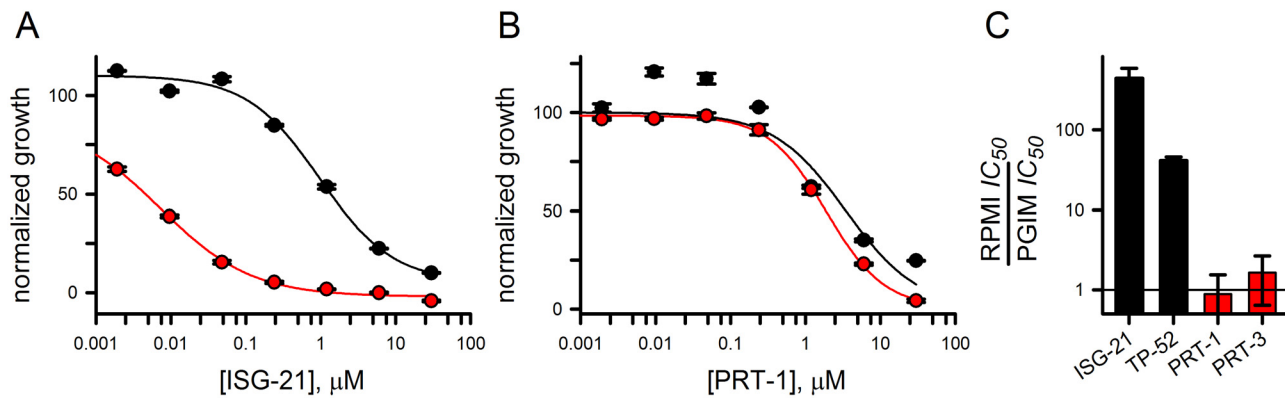 A
normalized growth
100
50
0
0.001
0.01
0.1
1
10
100
[ISG-21], μM
B
normalized growth
100
50
0
0.001
0.01
0.1
1
10
100
[PRT-1], μM
C
RPMI IC50
PGIM IC50
100
10
1
ISG-21
TP-52
PRT-1
PRT-3